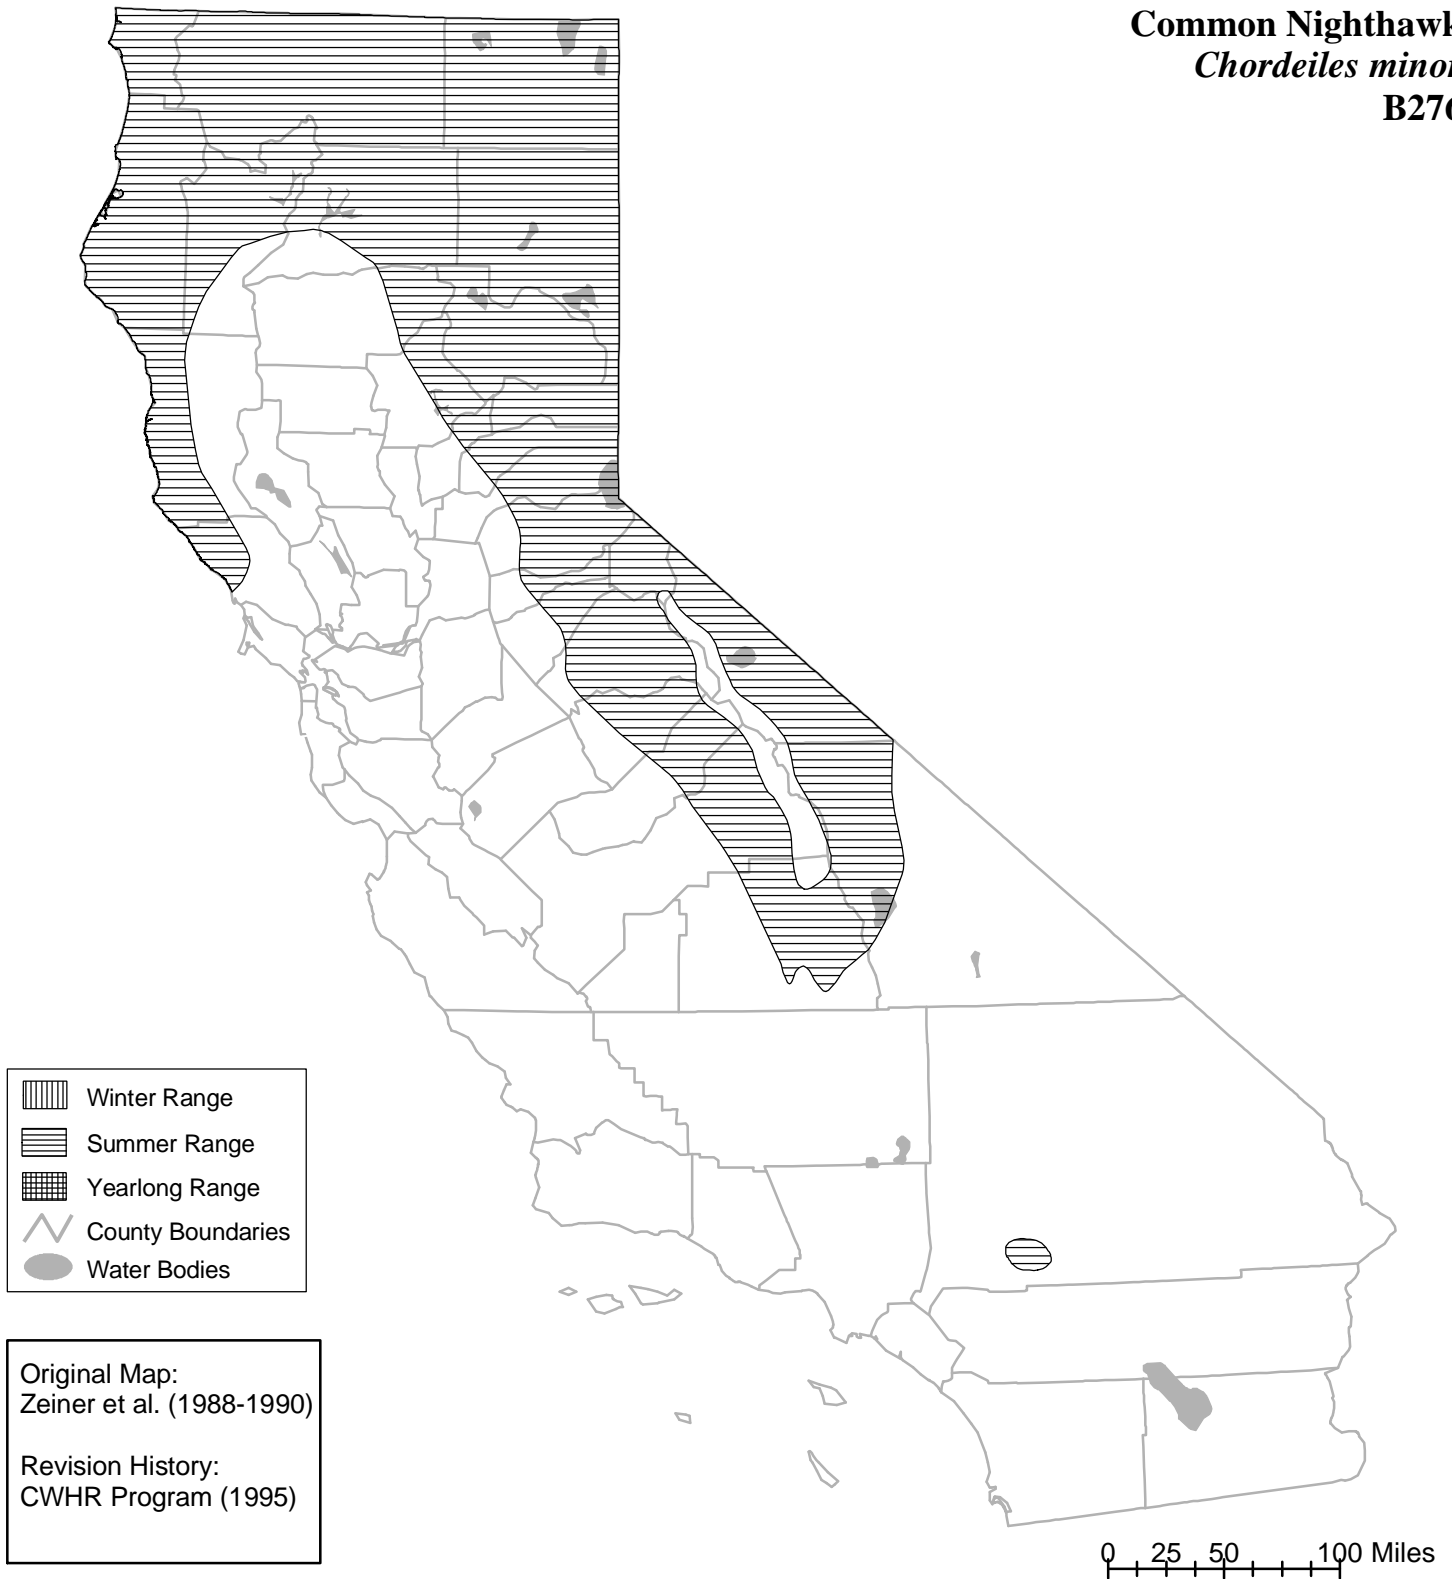 Common Nighthawk
Chordeiles minor
B276
Winter Range
Summer Range
Yearlong Range
County Boundaries
Water Bodies
Original Map:
Zeiner et al. (1988-1990)
Revision History:
CWHR Program (1995)
0 25 50 100 Miles